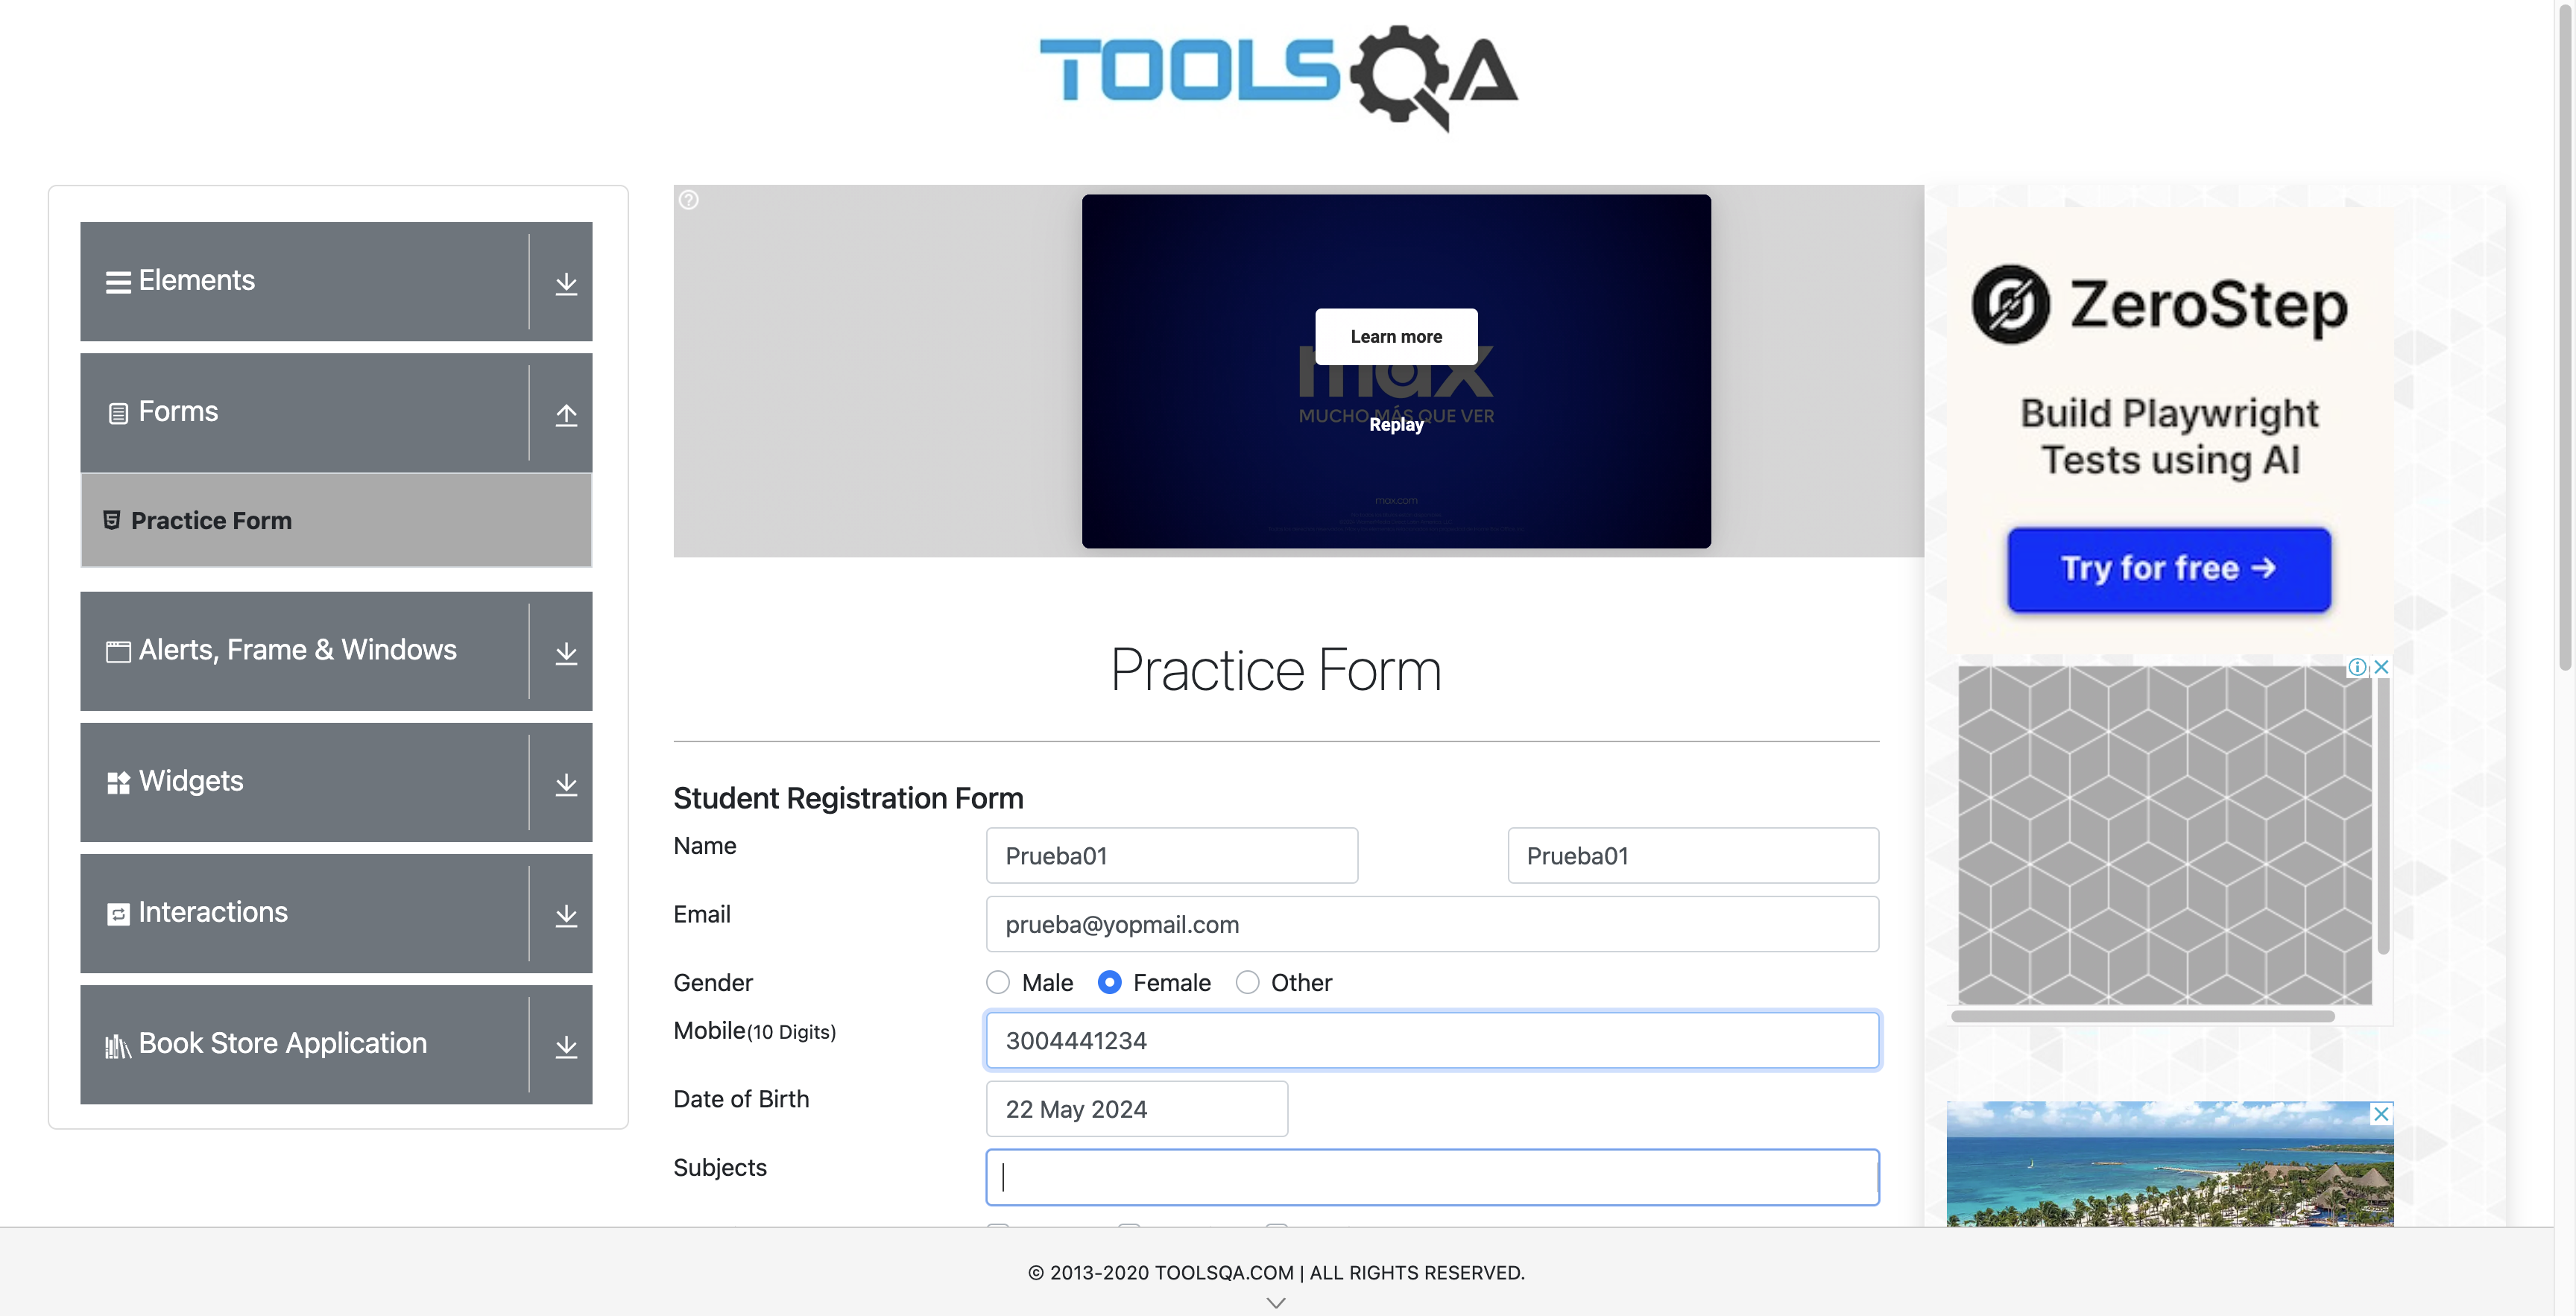 TOOLSQA
Elements
Forms
Practice Form
Alerts, Frame & Windows
Widgets
Interactions
Book Store Application
Learn more
max
MUCHO MÁS QUE VER
Replay
max.com
ZeroStep
Build Playwright
Tests using AI
Try for free →
Practice Form
Student Registration Form
Name
Prueba01
Prueba01
Email
prueba@yopmail.com
Gender
Male Female Other
Mobile(10 Digits)
3004441234
Date of Birth
22 May 2024
Subjects
© 2013-2020 TOOLSQA.COM | ALL RIGHTS RESERVED.